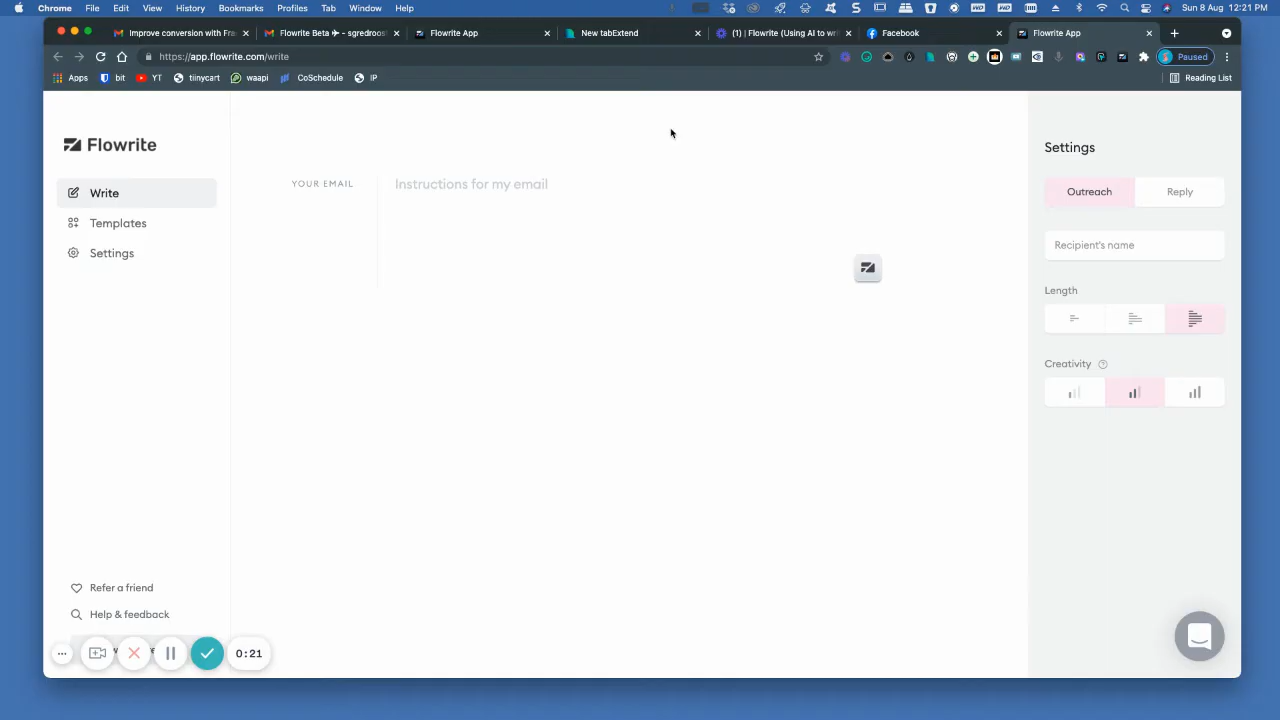 Chrome File Edit View History Bookmarks Profiles Tab Window Help Sun 8 Aug 12:21 PM
Improve conversion with Fra Flowrite Beta - sgredroost Flowrite App New tabExtend (1) | Flowrite (Using AI to wri Facebook Flowrite App
https://app.flowrite.com/write Paused
Apps bit YT tiinycart waapi CoSchedule IP Reading List
Flowrite
Write
Templates
Settings
Refer a friend
Help & feedback
0:21
YOUR EMAIL Instructions for my email
Settings
Outreach Reply
Recipient's name
Length
Creativity ?